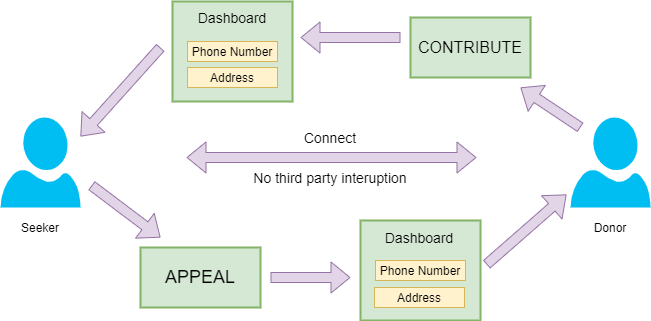 Dashboard
Phone Number
Address
CONTRIBUTE
Connect
No third party interuption
Seeker
Donor
APPEAL
Dashboard
Phone Number
Address